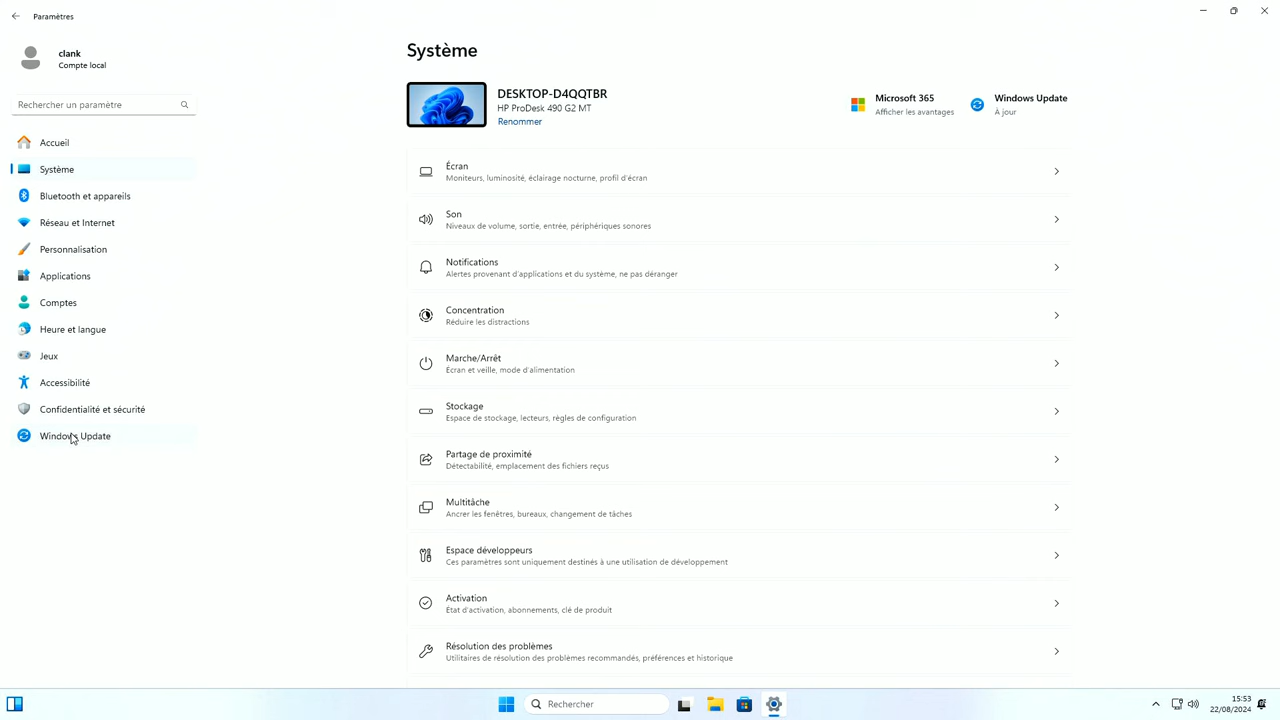 Paramètres
clank
Compte local
Rechercher un paramètre
Accueil
Système
Bluetooth et appareils
Réseau et Internet
Personnalisation
Applications
Comptes
Heure et langue
Jeux
Accessibilité
Confidentialité et sécurité
Windows Update
Système
DESKTOP-D4QQTBR
HP ProDesk 490 G2 MT
Renommer
Microsoft 365
Afficher les avantages
Windows Update
À jour
Écran
Moniteurs, luminosité, éclairage nocturne, profil d'écran
Son
Niveaux de volume, sortie, entrée, périphériques sonores
Notifications
Alertes provenant d'applications et du système, ne pas déranger
Concentration
Réduire les distractions
Marche/Arrêt
Écran et veille, mode d'alimentation
Stockage
Espace de stockage, lecteurs, règles de configuration
Partage de proximité
Détectabilité, emplacement des fichiers reçus
Multitâche
Ancrer les fenêtres, bureaux, changement de tâches
Espace développeurs
Ces paramètres sont uniquement destinés à une utilisation de développement
Activation
État d'activation, abonnements, clé de produit
Résolution des problèmes
Utilitaires de résolution des problèmes recommandés, préférences et historique
Rechercher
15:53
22/08/2024